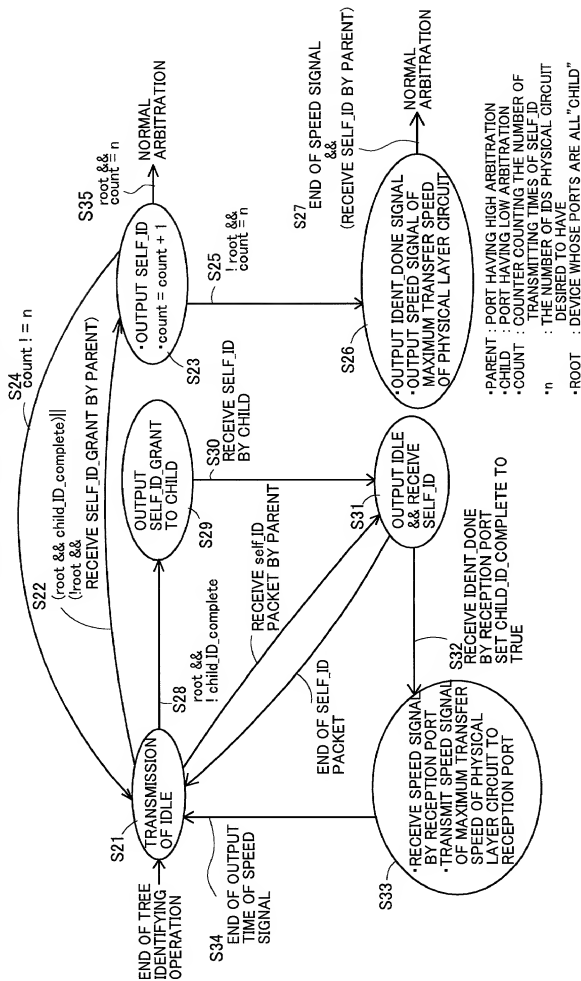 END OF TREE
IDENTIFYING
OPERATION
S21
TRANSMISSION
OF IDLE
S22
(root && child_ID_complete)||
(!root &&
RECEIVE SELF_ID_GRANT BY PARENT)
S24
count ! = n
S23
•OUTPUT SELF_ID
•count = count + 1
S35
root &&
count = n
NORMAL
ARBITRATION
S25
! root &&
count = n
S28
root &&
! child_ID_complete
S29
OUTPUT
SELF_ID_GRANT
TO CHILD
S30
RECEIVE SELF_ID
BY CHILD
RECEIVE self_ID
PACKET BY PARENT
END OF SELF_ID
PACKET
S31
OUTPUT IDLE
&& RECEIVE
SELF_ID
S32
RECEIVE IDENT_DONE
BY RECEPTION PORT
SET CHILD_ID_COMPLETE TO
TRUE
S33
•RECEIVE SPEED SIGNAL
BY RECEPTION PORT
•TRANSMIT SPEED SIGNAL
OF MAXIMUM TRANSFER
SPEED OF PHYSICAL
LAYER CIRCUIT TO
RECEPTION PORT
S34
END OF OUTPUT
TIME OF SPEED
SIGNAL
S26
•OUTPUT IDENT_DONE SIGNAL
•OUTPUT SPEED SIGNAL OF
MAXIMUM TRANSFER SPEED
OF PHYSICAL LAYER CIRCUIT
S27
END OF SPEED SIGNAL
&&
(RECEIVE SELF_ID BY PARENT)
NORMAL
ARBITRATION
•PARENT : PORT HAVING HIGH ARBITRATION
•CHILD : PORT HAVING LOW ARBITRATION
•COUNT : COUNTER COUNTING THE NUMBER OF
TRANSMITTING TIMES OF SELF_ID
•n : THE NUMBER OF IDS PHYSICAL CIRCUIT
DESIRED TO HAVE
•ROOT : DEVICE WHOSE PORTS ARE ALL"CHILD"